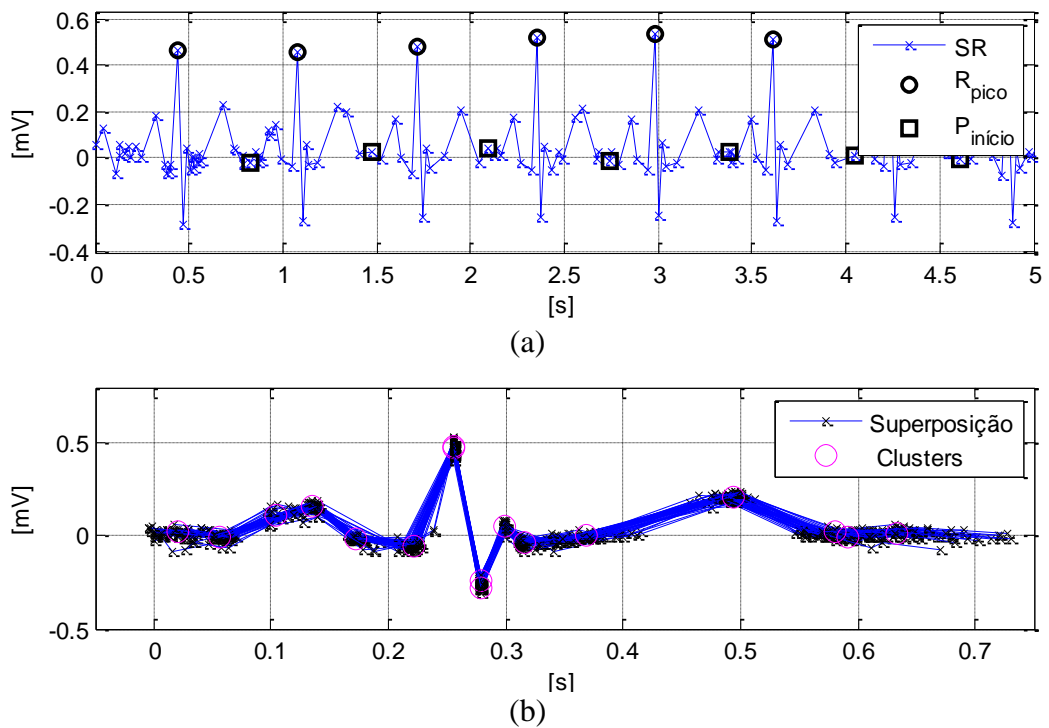 0.6
0.4
0.2
0
-0.2
-0.4
[mV]
SR
R_pico
P_início
0 0.5 1 1.5 2 2.5 3 3.5 4 4.5 5
[s]
(a)
0.5
0
-0.5
[mV]
Superposição
Clusters
0 0.1 0.2 0.3 0.4 0.5 0.6 0.7
[s]
(b)